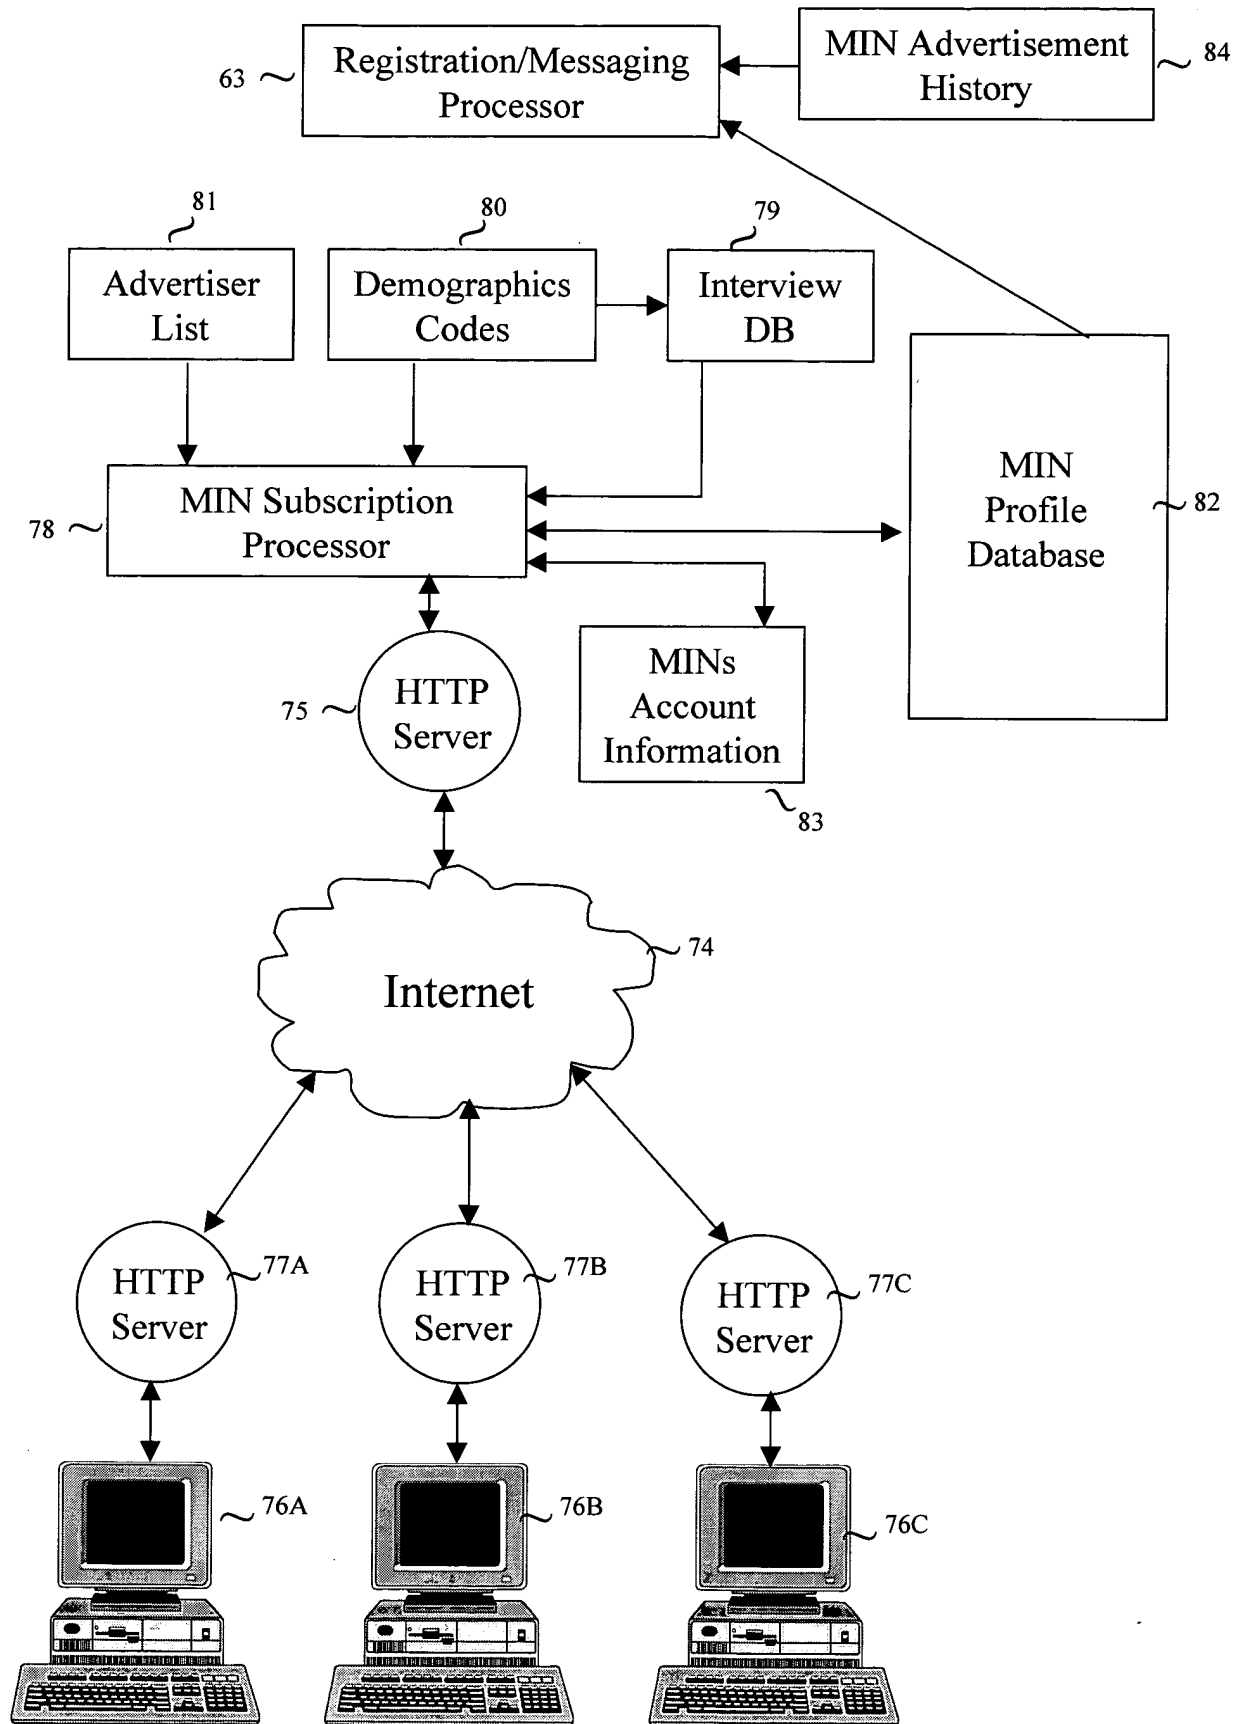 63
Registration/Messaging
Processor
MIN Advertisement
History
84
81
80
79
Advertiser
List
Demographics
Codes
Interview
DB
78
MIN Subscription
Processor
MIN
Profile
Database
82
75
HTTP
Server
MINs
Account
Information
83
74
Internet
HTTP
Server
77A
HTTP
Server
77B
HTTP
Server
77C
76A
76B
76C